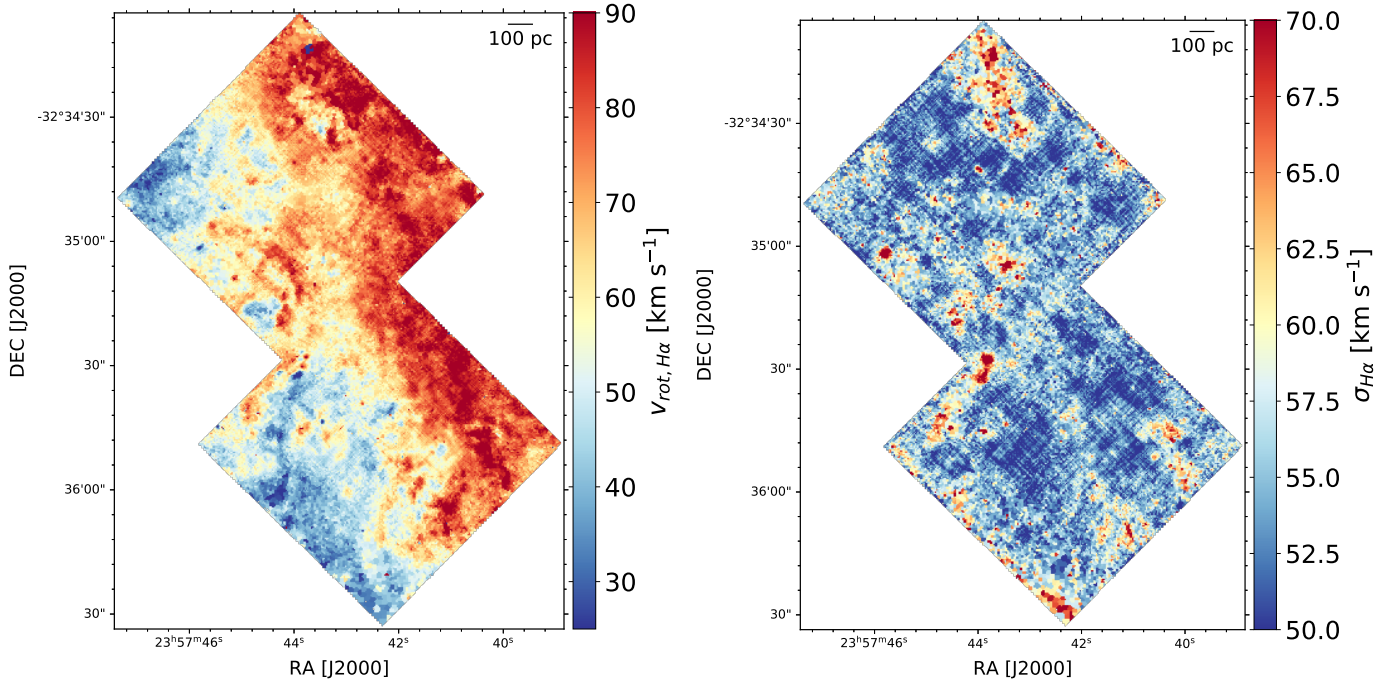 100 pc
-32°34'30"
35'00"
30"
36'00"
30"
DEC [J2000]
23ʰ57ᵐ46ˢ
44ˢ
42ˢ
40ˢ
RA [J2000]
90
80
70
60
50
40
30
v_rot,Hα [km s⁻¹]
100 pc
-32°34'30"
35'00"
30"
36'00"
30"
DEC [J2000]
23ʰ57ᵐ46ˢ
44ˢ
42ˢ
40ˢ
RA [J2000]
70.0
67.5
65.0
62.5
60.0
57.5
55.0
52.5
50.0
σ_Hα [km s⁻¹]